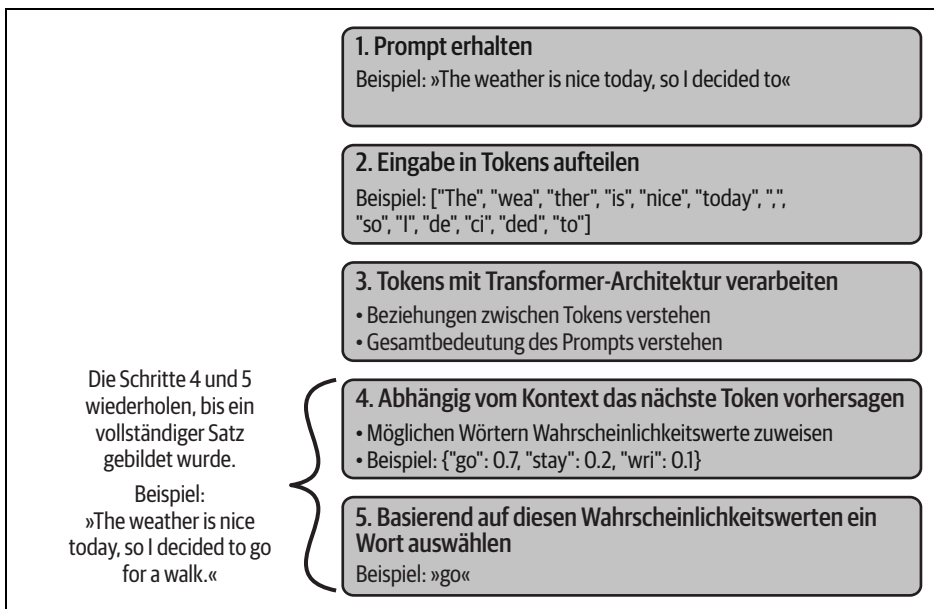 1. Prompt erhalten
Beispiel: »The weather is nice today, so I decided to«
2. Eingabe in Tokens aufteilen
Beispiel: ["The", "wea", "ther", "is", "nice", "today", ",",
"so", "I", "de", "ci", "ded", "to"]
3. Tokens mit Transformer-Architektur verarbeiten
• Beziehungen zwischen Tokens verstehen
• Gesamtbedeutung des Prompts verstehen
Die Schritte 4 und 5
wiederholen, bis ein
vollständiger Satz
gebildet wurde.
Beispiel:
»The weather is nice
today, so I decided to go
for a walk.«
4. Abhängig vom Kontext das nächste Token vorhersagen
• Möglichen Wörtern Wahrscheinlichkeitswerte zuweisen
• Beispiel: {"go": 0.7, "stay": 0.2, "wri": 0.1}
5. Basierend auf diesen Wahrscheinlichkeitswerten ein
Wort auswählen
Beispiel: »go«